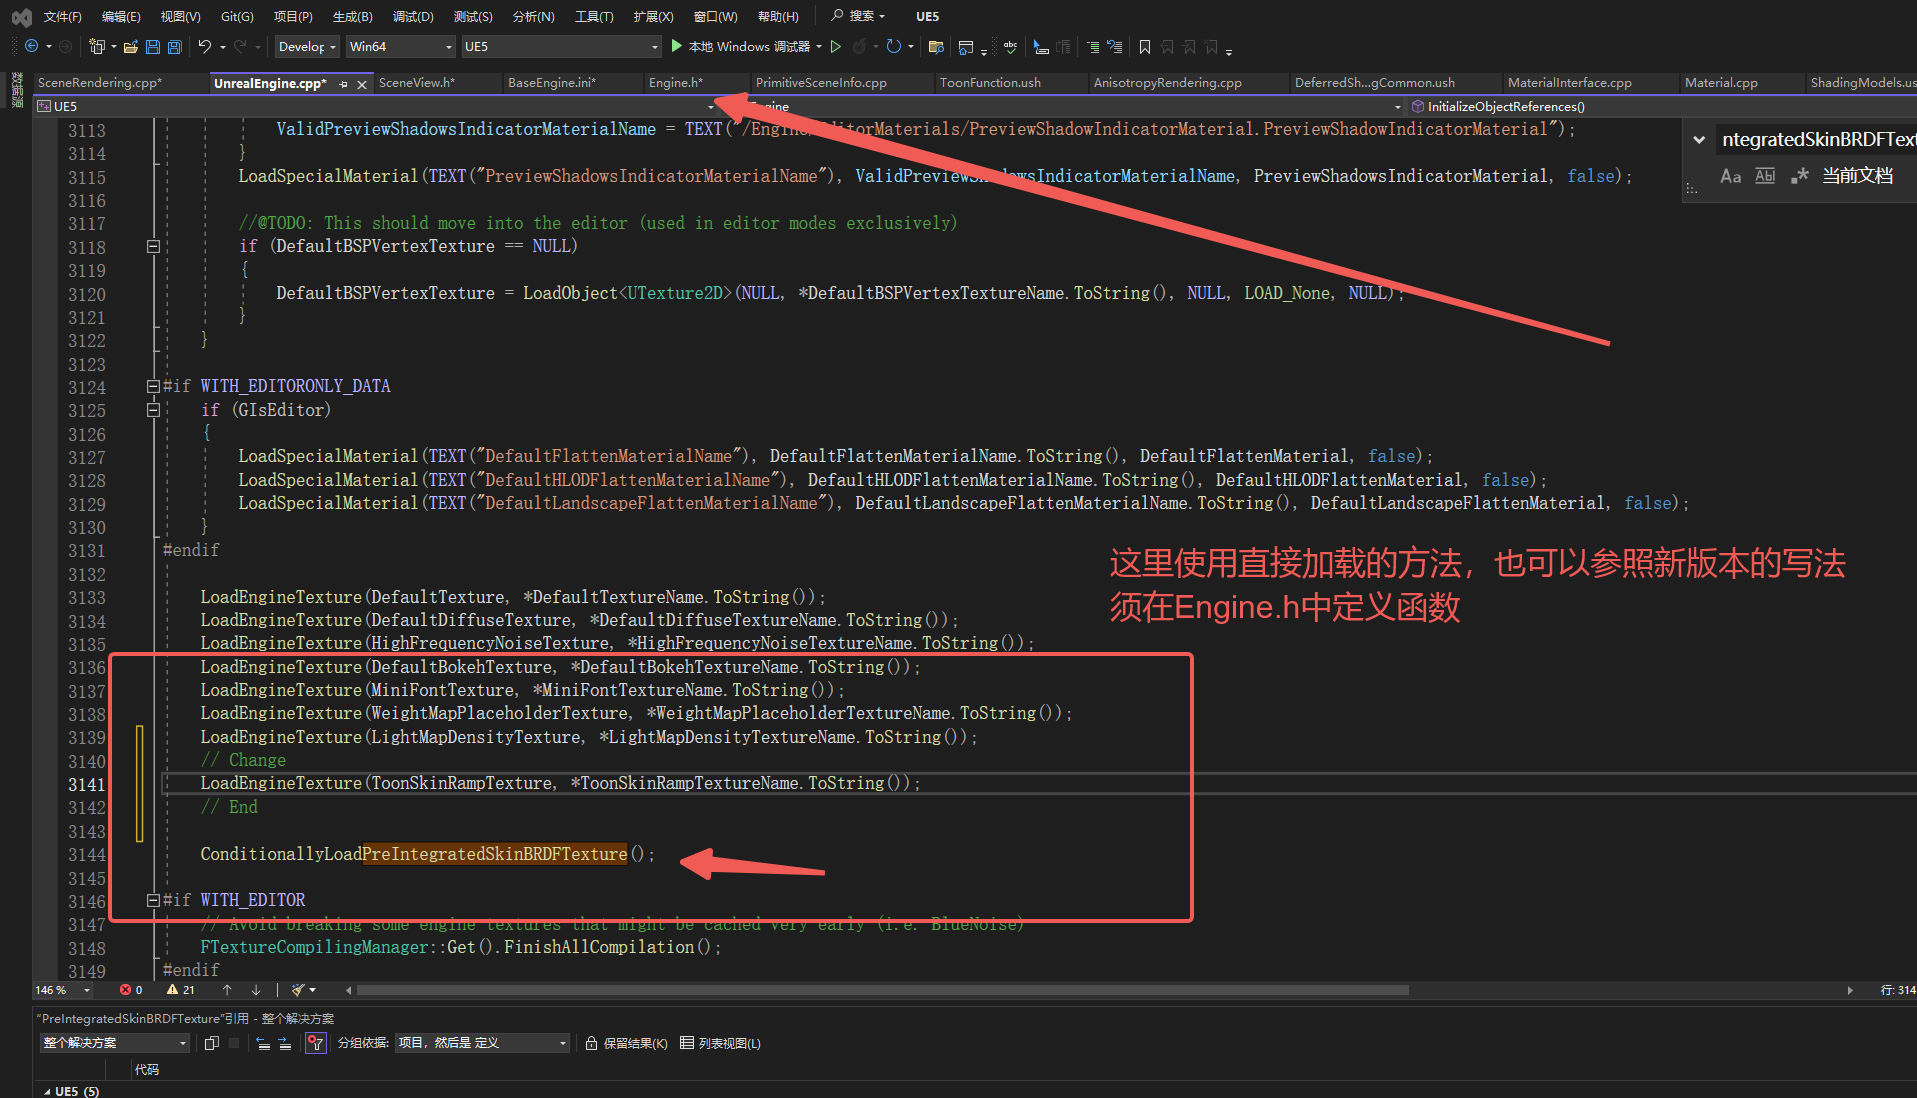 文件(F) 编辑(E) 视图(V) Git(G) 项目(P) 生成(B) 调试(D) 测试(S) 分析(N) 工具(T) 扩展(X) 窗口(W) 帮助(H) 搜索 UE5
Develop Win64 UE5 本地 Windows 调试器
数据源
SceneRendering.cpp* UnrealEngine.cpp* SceneView.h* BaseEngine.ini* Engine.h* PrimitiveSceneInfo.cpp ToonFunction.ush AnisotropyRendering.cpp DeferredSh...gCommon.ush MaterialInterface.cpp Material.cpp ShadingModels.us
UE5 InitializeObjectReferences()
ntegratedSkinBRDFText
Aa Abl .* 当前文档
3113 ValidPreviewShadowsIndicatorMaterialName = TEXT("/Engine/EditorMaterials/PreviewShadowIndicatorMaterial.PreviewShadowIndicatorMaterial");
3114 }
3115 LoadSpecialMaterial(TEXT("PreviewShadowsIndicatorMaterialName"), ValidPreviewShadowsIndicatorMaterialName, PreviewShadowsIndicatorMaterial, false);
3116
3117 //@TODO: This should move into the editor (used in editor modes exclusively)
3118 if (DefaultBSPVertexTexture == NULL)
3119 {
3120 DefaultBSPVertexTexture = LoadObject<UTexture2D>(NULL, *DefaultBSPVertexTextureName.ToString(), NULL, LOAD_None, NULL);
3121 }
3122 }
3123
3124 #if WITH_EDITORONLY_DATA
3125 if (GIsEditor)
3126 {
3127 LoadSpecialMaterial(TEXT("DefaultFlattenMaterialName"), DefaultFlattenMaterialName.ToString(), DefaultFlattenMaterial, false);
3128 LoadSpecialMaterial(TEXT("DefaultHLODFlattenMaterialName"), DefaultHLODFlattenMaterialName.ToString(), DefaultHLODFlattenMaterial, false);
3129 LoadSpecialMaterial(TEXT("DefaultLandscapeFlattenMaterialName"), DefaultLandscapeFlattenMaterialName.ToString(), DefaultLandscapeFlattenMaterial, false);
3130 }
3131 #endif
这里使用直接加载的方法，也可以参照新版本的写法
须在Engine.h中定义函数
3132
3133 LoadEngineTexture(DefaultTexture, *DefaultTextureName.ToString());
3134 LoadEngineTexture(DefaultDiffuseTexture, *DefaultDiffuseTextureName.ToString());
3135 LoadEngineTexture(HighFrequencyNoiseTexture, *HighFrequencyNoiseTextureName.ToString());
3136 LoadEngineTexture(DefaultBokehTexture, *DefaultBokehTextureName.ToString());
3137 LoadEngineTexture(MiniFontTexture, *MiniFontTextureName.ToString());
3138 LoadEngineTexture(WeightMapPlaceholderTexture, *WeightMapPlaceholderTextureName.ToString());
3139 LoadEngineTexture(LightMapDensityTexture, *LightMapDensityTextureName.ToString());
3140 // Change
3141 LoadEngineTexture(ToonSkinRampTexture, *ToonSkinRampTextureName.ToString());
3142 // End
3143
3144 ConditionallyLoadPreIntegratedSkinBRDFTexture();
3145
3146 #if WITH_EDITOR
3147 // Avoid breaking some engine textures that might be cached very early (i.e. BlueNoise)
3148 FTextureCompilingManager::Get().FinishAllCompilation();
3149 #endif
146 % 0 21 行: 314
"PreIntegratedSkinBRDFTexture"引用 - 整个解决方案
整个解决方案 分组依据: 项目，然后是 定义 保留结果(K) 列表视图(L)
代码
UE5 (5)